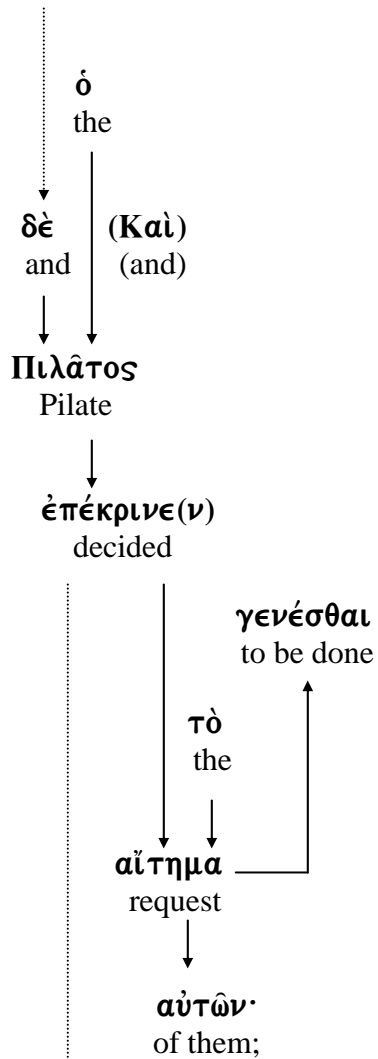 ὁ
the
δὲ (Καὶ)
and (and)
Πιλᾶτος
Pilate
ἐπέκρινε(ν)
decided
γενέσθαι
to be done
τὸ
the
αἴτημα
request
αὐτῶν·
of them;